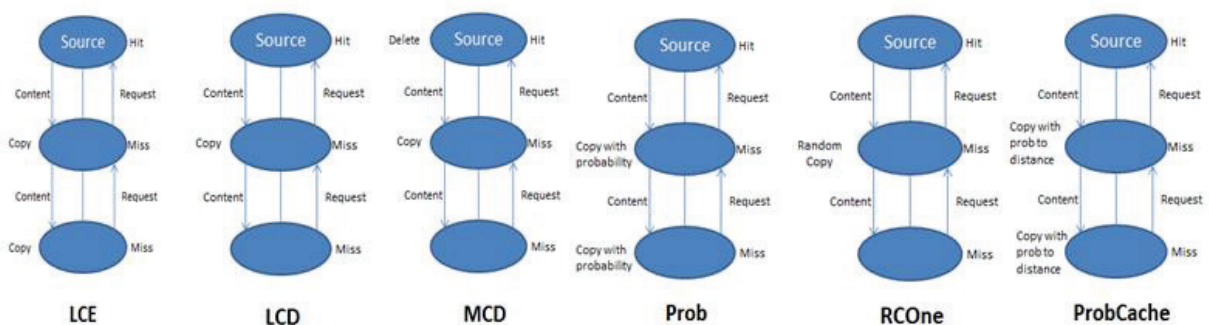 Source
Hit
Content
Request
Copy
Miss
Content
Request
Copy
Miss
LCE
Source
Hit
Content
Request
Copy
Miss
Content
Request
Miss
LCD
Delete
Source
Hit
Content
Request
Copy
Miss
Content
Request
Miss
MCD
Source
Hit
Content
Request
Copy with
probability
Miss
Content
Request
Copy with
probability
Miss
Prob
Source
Hit
Content
Request
Random
Copy
Miss
Content
Request
Miss
RCOne
Source
Hit
Content
Request
Copy with
prob to
distance
Miss
Content
Request
Copy with
prob to
distance
Miss
ProbCache